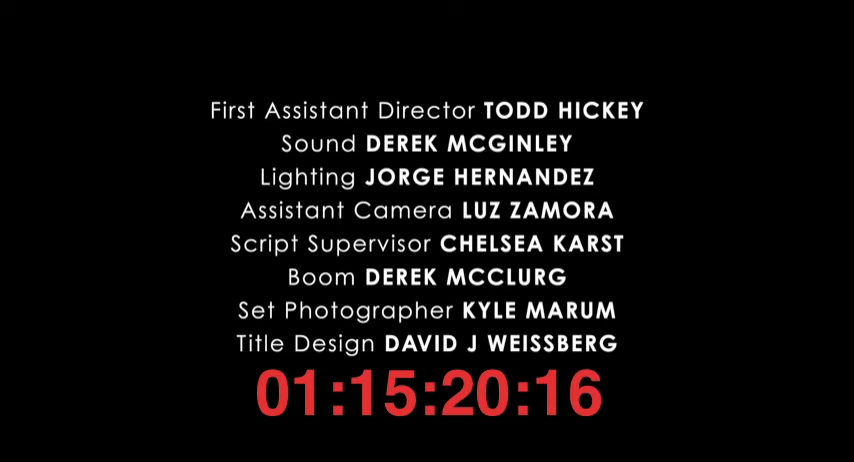 First Assistant Director TODD HICKEY
Sound DEREK MCGINLEY
Lighting JORGE HERNANDEZ
Assistant Camera LUZ ZAMORA
Script Supervisor CHELSEA KARST
Boom DEREK MCCLURG
Set Photographer KYLE MARUM
Title Design DAVID J WEISSBERG
01:15:20:16